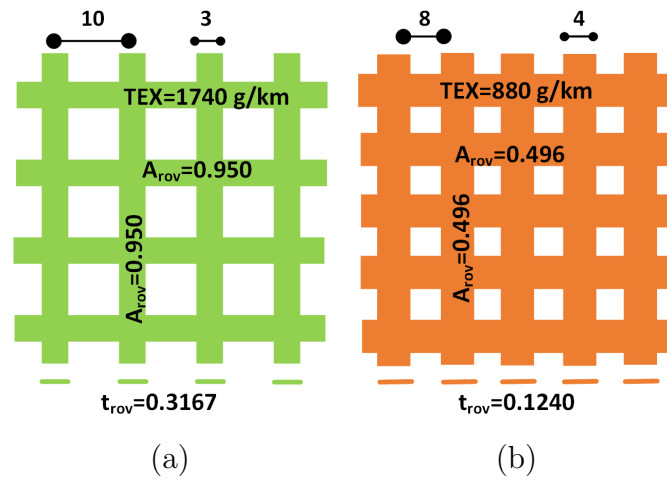 10 3
TEX=1740 g/km
Arov=0.950
Arov=0.950
trov=0.3167
(a)
8 4
TEX=880 g/km
Arov=0.496
Arov=0.496
trov=0.1240
(b)